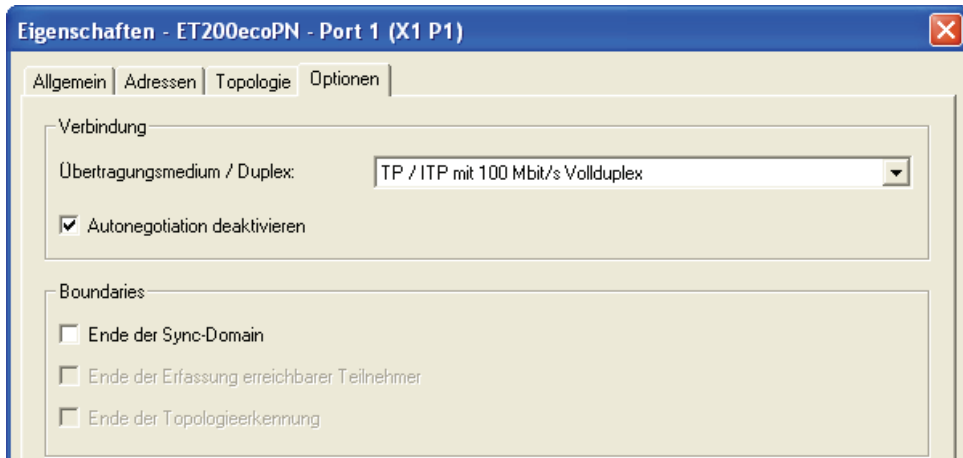 Eigenschaften - ET200ecoPN - Port 1 (X1 P1)
Allgemein Adressen Topologie Optionen
Verbindung
Übertragungsmedium / Duplex: TP / ITP mit 100 Mbit/s Vollduplex
Autonegotiation deaktivieren
Boundaries
Ende der Sync-Domain
Ende der Erfassung erreichbarer Teilnehmer
Ende der Topologieerkennung